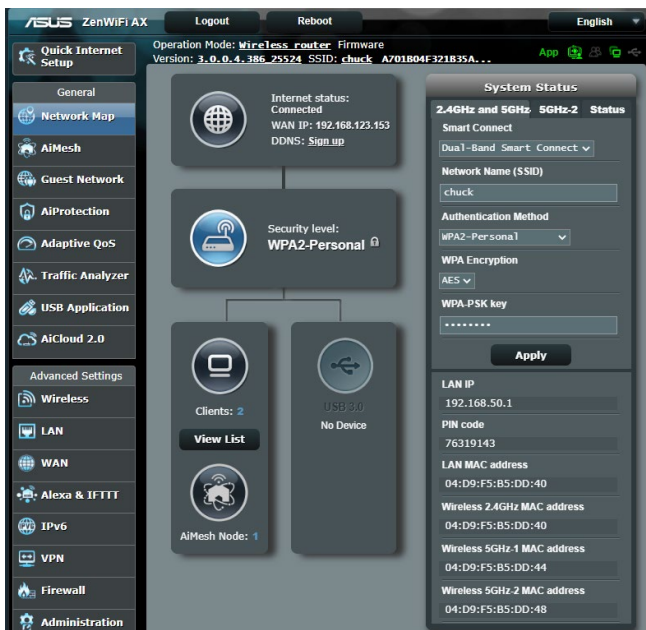 ASUS ZenWiFi AX
Logout
Reboot
English
Quick Internet
Setup
Operation Mode: Wireless router Firmware
Version: 3.0.0.4.386_25524 SSID: chuck A701B04F321B35A...
App
General
Network Map
AiMesh
Guest Network
AiProtection
Adaptive QoS
Traffic Analyzer
USB Application
AiCloud 2.0
Advanced Settings
Wireless
LAN
WAN
Alexa & IFTTT
IPv6
VPN
Firewall
Administration
Internet status:
Connected
WAN IP: 192.168.123.153
DDNS: Sign up
Security level:
WPA2-Personal
Clients: 2
View List
AiMesh Node: 1
USB 3.0
No Device
System Status
2.4GHz and 5GHz- 5GHz-2 Status
Smart Connect
Dual-Band Smart Connect
Network Name (SSID)
chuck
Authentication Method
WPA2-Personal
WPA Encryption
AES
WPA-PSK key
••••••••
Apply
LAN IP
192.168.50.1
PIN code
76319143
LAN MAC address
04:D9:F5:B5:DD:40
Wireless 2.4GHz MAC address
04:D9:F5:B5:DD:40
Wireless 5GHz-1 MAC address
04:D9:F5:B5:DD:44
Wireless 5GHz-2 MAC address
04:D9:F5:B5:DD:48